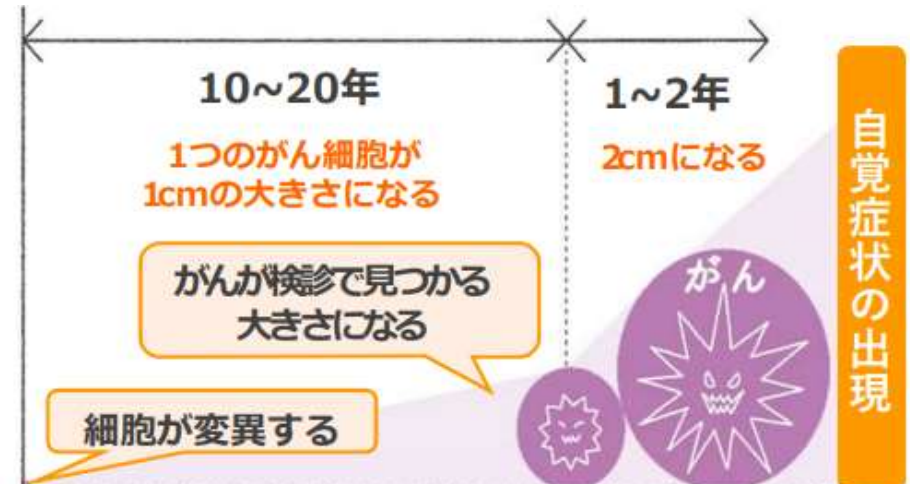 10~20年
1~2年
1つのがん細胞が
1cmの大きさになる
2cmになる
がんが検診で見つかる
大きさになる
細胞が変異する
がん
自覚症状の出現